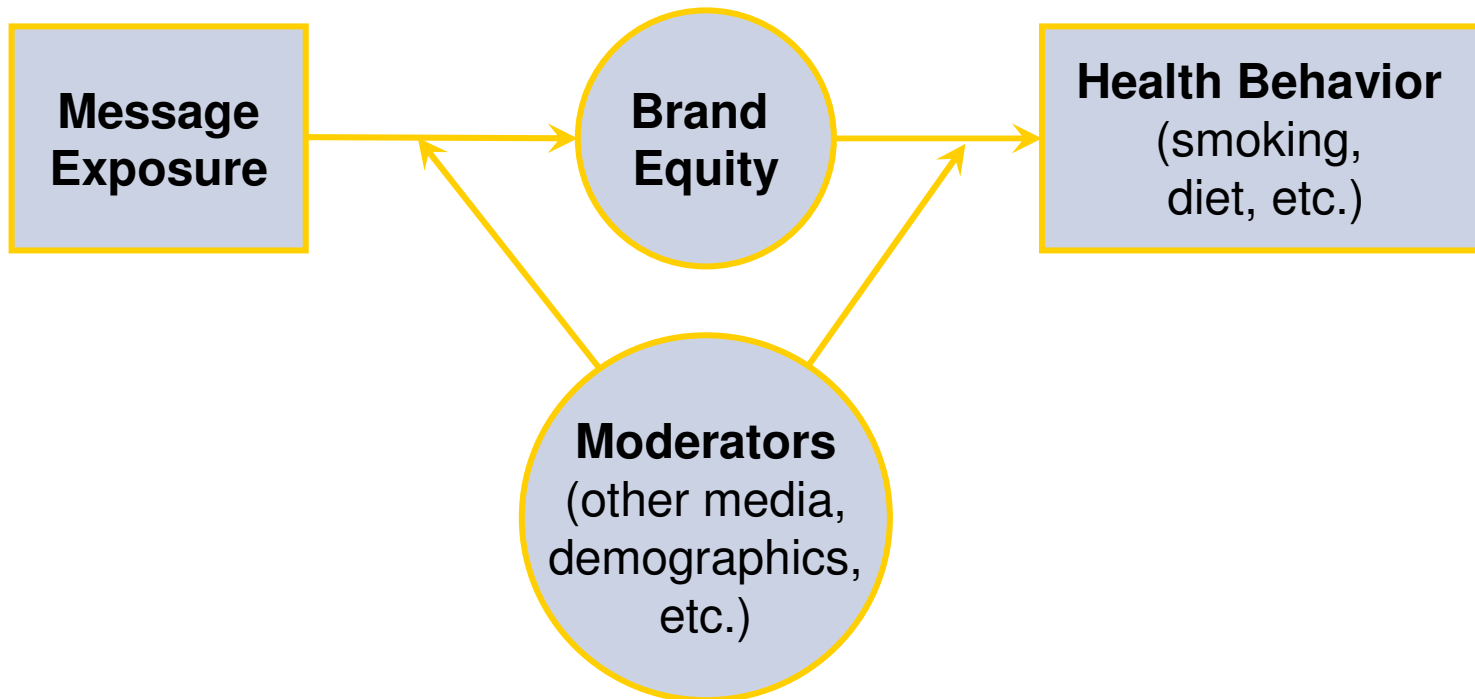 Message
Exposure
Brand
Equity
Health Behavior
(smoking,
diet, etc.)
Moderators
(other media,
demographics,
etc.)